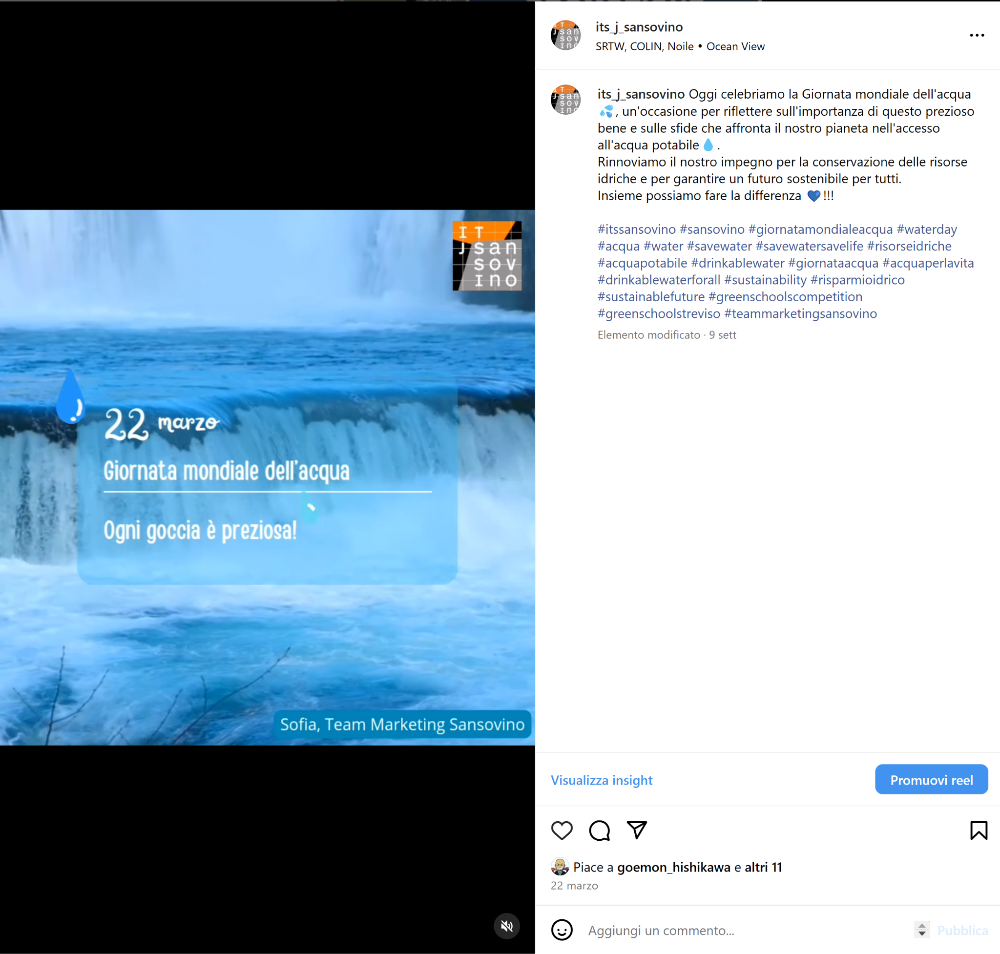 I T
J san
sov
ino
22 marzo
Giornata mondiale dell'acqua
Ogni goccia è preziosa!
Sofia, Team Marketing Sansovino
its_j_sansovino
SRTW, COLIN, Noile • Ocean View
its_j_sansovino Oggi celebriamo la Giornata mondiale dell'acqua
💦, un'occasione per riflettere sull'importanza di questo prezioso
bene e sulle sfide che affronta il nostro pianeta nell'accesso
all'acqua potabile💧.
Rinnoviamo il nostro impegno per la conservazione delle risorse
idriche e per garantire un futuro sostenibile per tutti.
Insieme possiamo fare la differenza 💙!!!
#itssansovino #sansovino #giornatamondialeacqua #waterday
#acqua #water #savewater #savewatersavelife #risorseidriche
#acquapotabile #drinkablewater #giornataacqua #acquaperlavita
#drinkablewaterforall #sustainability #risparmioidrico
#sustainablefuture #greenschoolscompetition
#greenschoolstreviso #teammarketingsansovino
Elemento modificato · 9 sett
Visualizza insight
Promuovi reel
Piace a goemon_hishikawa e altri 11
22 marzo
Aggiungi un commento...
Pubblica